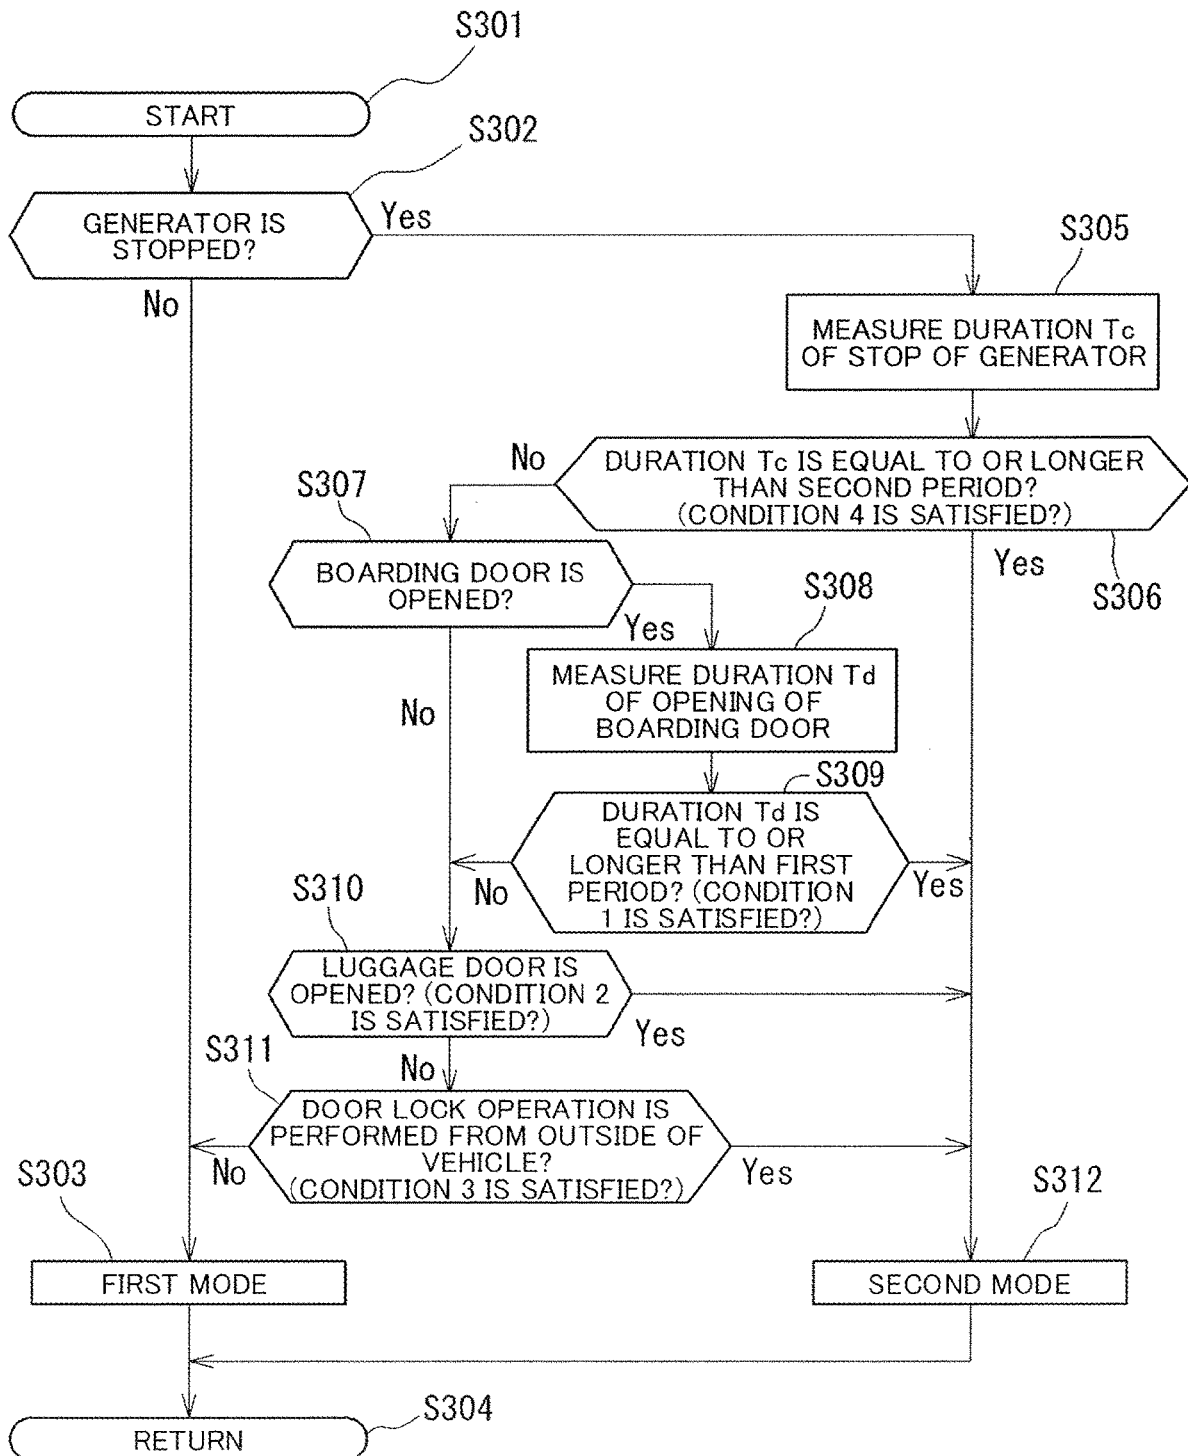 S301
START
S302
GENERATOR IS
STOPPED?
Yes
No
S305
MEASURE DURATION Tc
OF STOP OF GENERATOR
No
DURATION Tc IS EQUAL TO OR LONGER
THAN SECOND PERIOD?
(CONDITION 4 IS SATISFIED?)
Yes
S306
S307
BOARDING DOOR IS
OPENED?
Yes
No
S308
MEASURE DURATION Td
OF OPENING OF
BOARDING DOOR
S309
DURATION Td IS
EQUAL TO OR
LONGER THAN FIRST
PERIOD? (CONDITION
1 IS SATISFIED?)
No
Yes
S310
LUGGAGE DOOR IS
OPENED? (CONDITION 2
IS SATISFIED?)
Yes
No
S311
DOOR LOCK OPERATION IS
PERFORMED FROM OUTSIDE OF
VEHICLE?
(CONDITION 3 IS SATISFIED?)
No
Yes
S303
FIRST MODE
S312
SECOND MODE
S304
RETURN